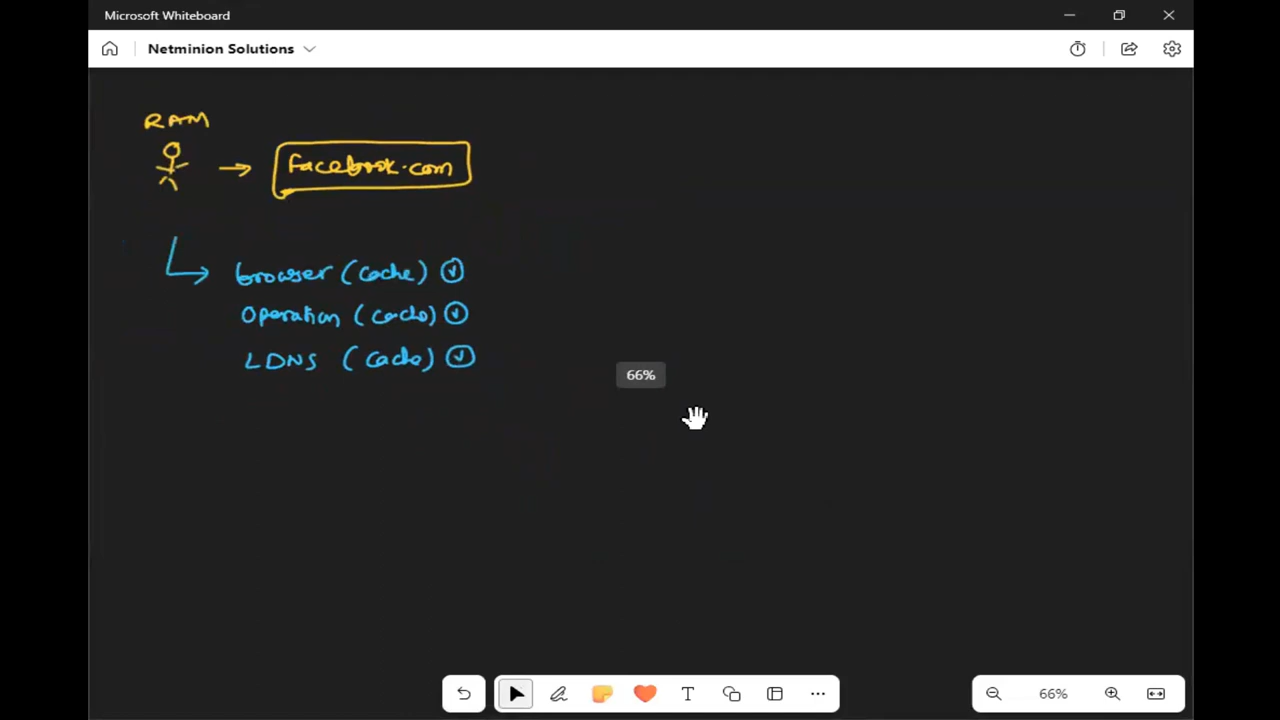 Microsoft Whiteboard
Netminion Solutions
RAM
facebook.com
browser (cache)
Operation (cache)
LDNS (cache)
66%
T
66%